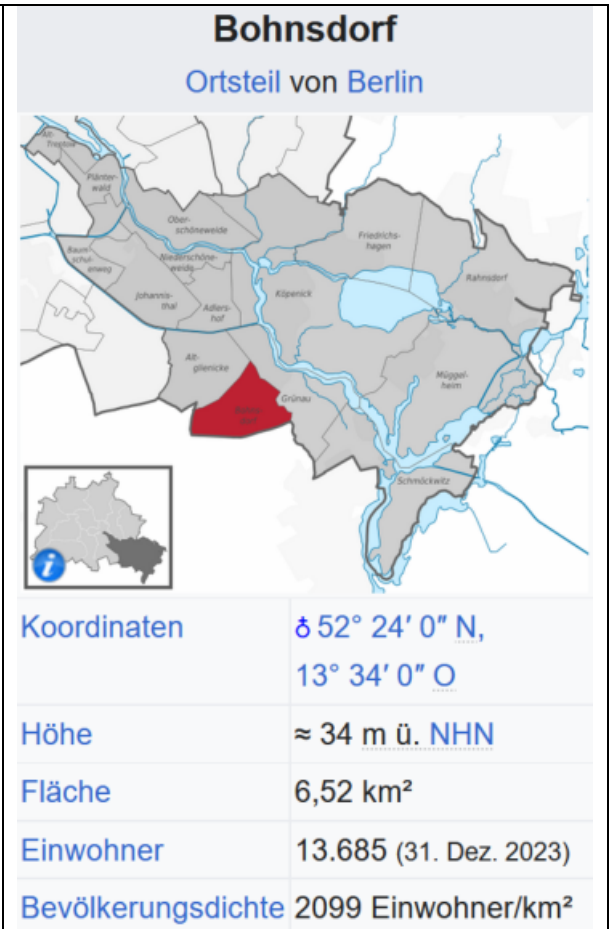 Bohnsdorf
Ortsteil von Berlin
Alt-
Treptow
Plänter-
wald
Ober-
schöneweide
Friedrichs-
hagen
Baum-
schul-
enweg
Niederschöne-
weide
Rahnsdorf
Johannis-
thal
Adlers-
hof
Köpenick
Alt-
glienicke
Müggel-
heim
Grünau
Schmöckwitz
i
Koordinaten
♁ 52° 24′ 0″ N,
13° 34′ 0″ O
Höhe
≈ 34 m ü. NHN
Fläche
6,52 km²
Einwohner
13.685 (31. Dez. 2023)
Bevölkerungsdichte
2099 Einwohner/km²